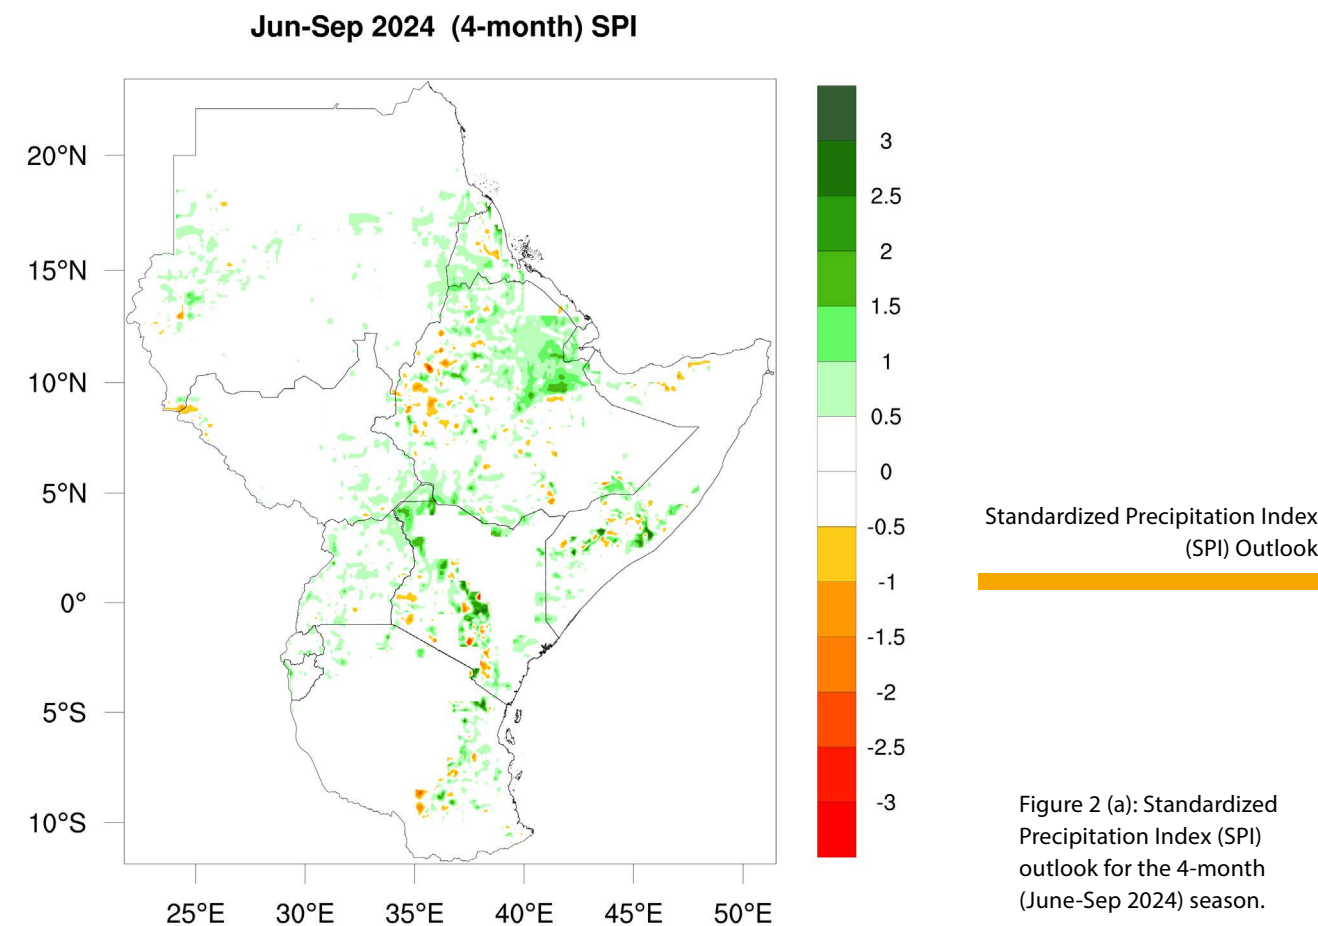 Jun-Sep 2024 (4-month) SPI
20°N
15°N
10°N
5°N
0°
5°S
10°S
25°E 30°E 35°E 40°E 45°E 50°E
3
2.5
2
1.5
1
0.5
0
-0.5
-1
-1.5
-2
-2.5
-3
Standardized Precipitation Index
(SPI) Outlook
Figure 2 (a): Standardized
Precipitation Index (SPI)
outlook for the 4-month
(June-Sep 2024) season.